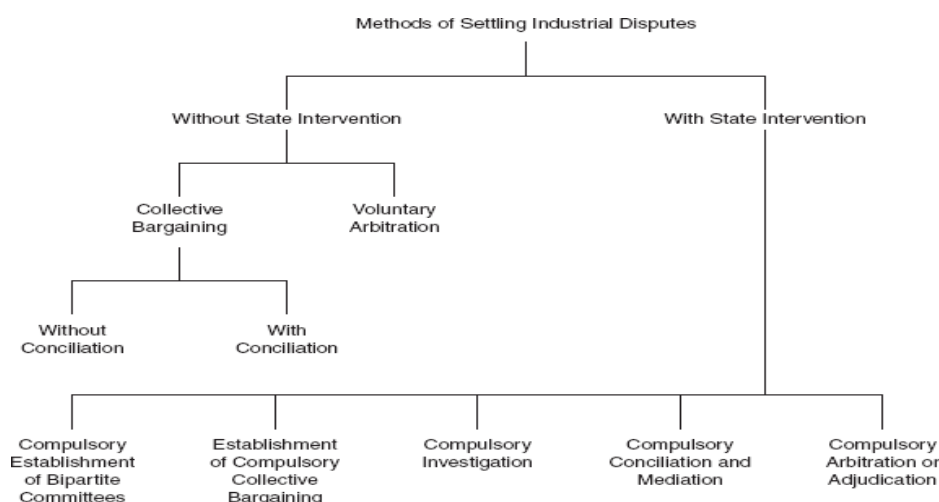 Methods of Settling Industrial Disputes
Without State Intervention
With State Intervention
Collective
Bargaining
Voluntary
Arbitration
Without
Conciliation
With
Conciliation
Compulsory
Establishment
of Bipartite
Committees
Establishment
of Compulsory
Collective
Bargaining
Compulsory
Investigation
Compulsory
Conciliation and
Mediation
Compulsory
Arbitration or
Adjudication